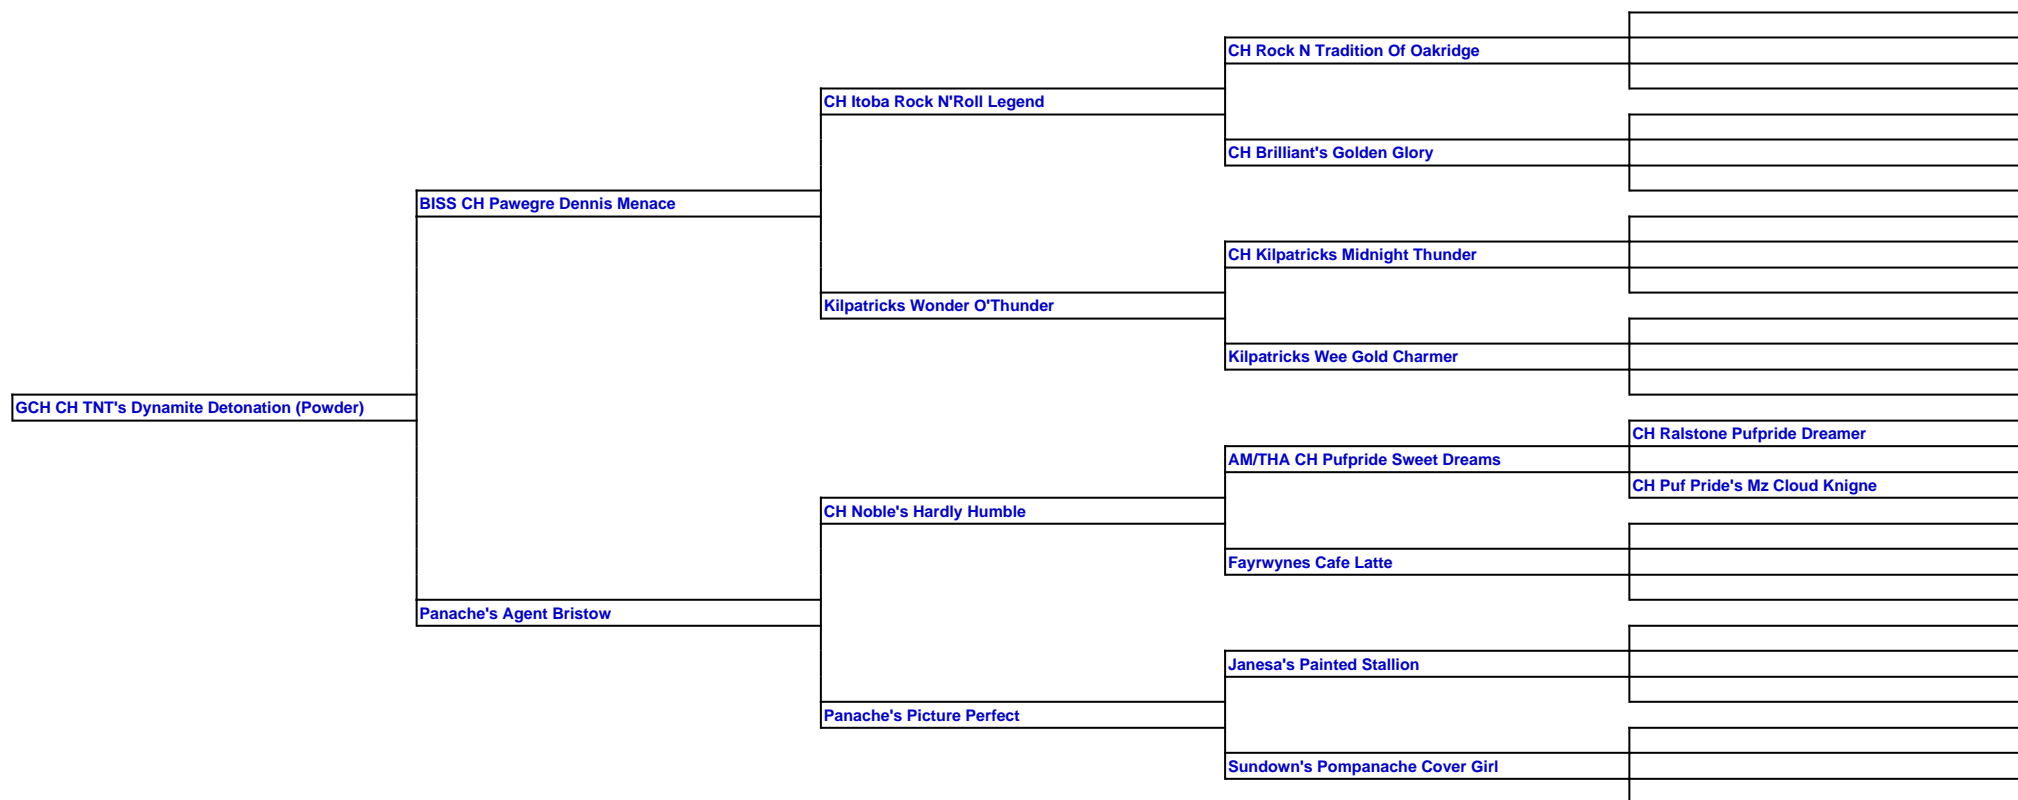 CH Rock N Tradition Of Oakridge
CH Itoba Rock N'Roll Legend
CH Brilliant's Golden Glory
BISS CH Pawegre Dennis Menace
CH Kilpatricks Midnight Thunder
Kilpatricks Wonder O'Thunder
Kilpatricks Wee Gold Charmer
GCH CH TNT's Dynamite Detonation (Powder)
CH Ralstone Pufpride Dreamer
AM/THA CH Pufpride Sweet Dreams
CH Puf Pride's Mz Cloud Knigne
CH Noble's Hardly Humble
Fayrwynes Cafe Latte
Panache's Agent Bristow
Janesa's Painted Stallion
Panache's Picture Perfect
Sundown's Pompanache Cover Girl